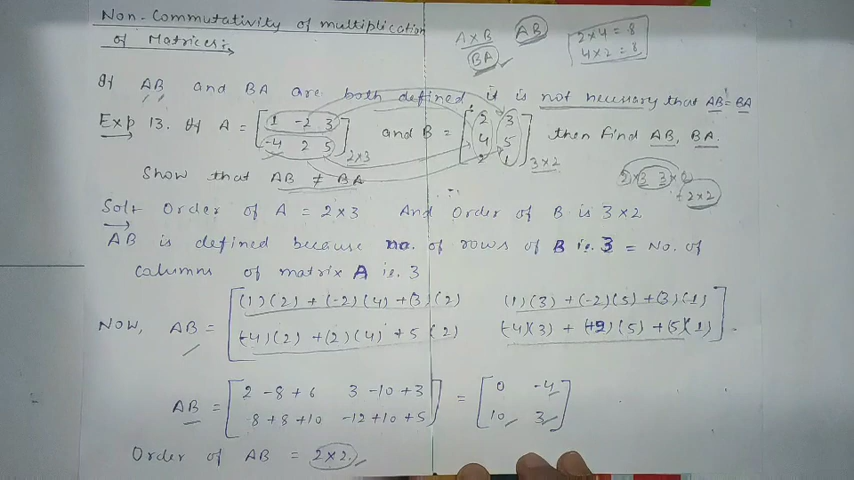 Non-Commutativity of multiplication
of Matrices:
A×B AB
BA
2×4 = 8
4×2 = 8
If AB and BA are both defined it is not necessary that AB=BA
Exp 13. If A = [1 -2 3; -4 2 5] 2×3 and B = [2 3; 4 5; 2 1] 3×2 then find AB, BA.
Show that AB ≠ BA
2×3 3×2
2×2
Sol: Order of A = 2×3 And Order of B is 3×2
AB is defined because no. of rows of B i.e. 3 = No. of
columns of matrix A i.e. 3
NOW, AB = [(1)(2) + (-2)(4) + (3)(2) (1)(3) + (-2)(5) + (3)(1); (-4)(2) + (2)(4) + 5(2) (-4)(3) + (+2)(5) + (5)(1)].
AB = [2 -8 + 6 3 -10 +3; -8 + 8 +10 -12 +10 +5] = [0 -4; 10 3]
Order of AB = 2×2.